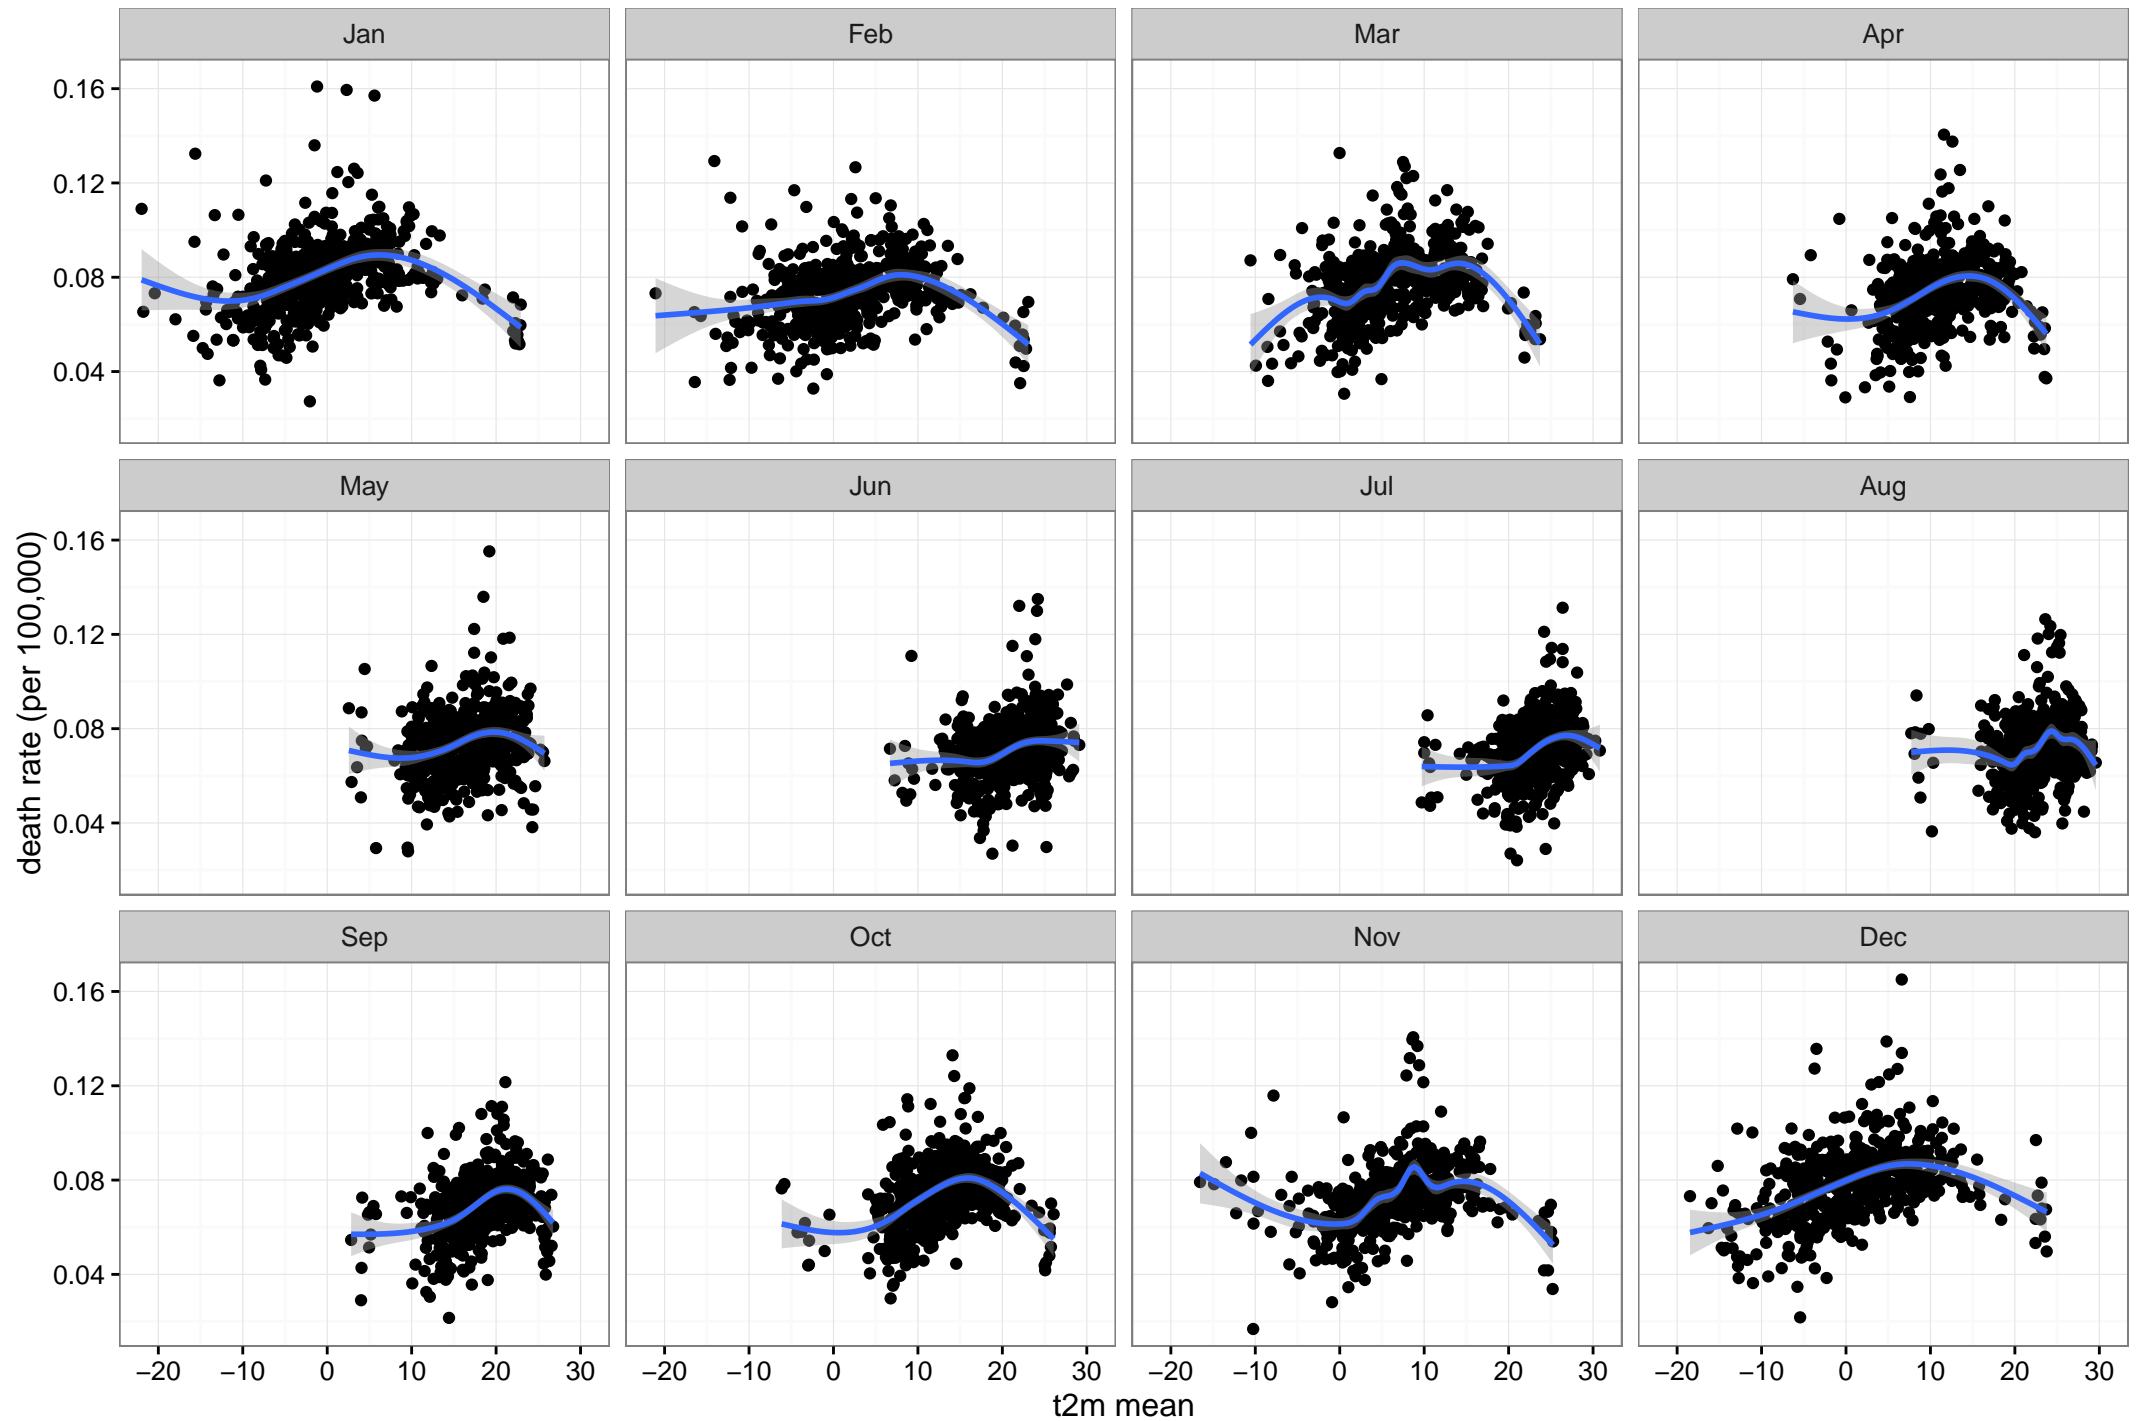 Jan Feb Mar Apr
0.16
0.12
0.08
0.04
May Jun Jul Aug
0.16
0.12
0.08
0.04
death rate (per 100,000)
Sep Oct Nov Dec
0.16
0.12
0.08
0.04
−20 −10 0 10 20 30 −20 −10 0 10 20 30 −20 −10 0 10 20 30 −20 −10 0 10 20 30
t2m mean